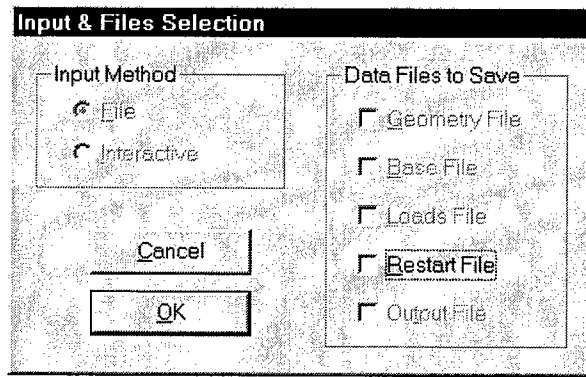 Input & Files Selection
Input Method
File
Interactive
Cancel
OK
Data Files to Save
Geometry File
Base File
Loads File
Restart File
Output File